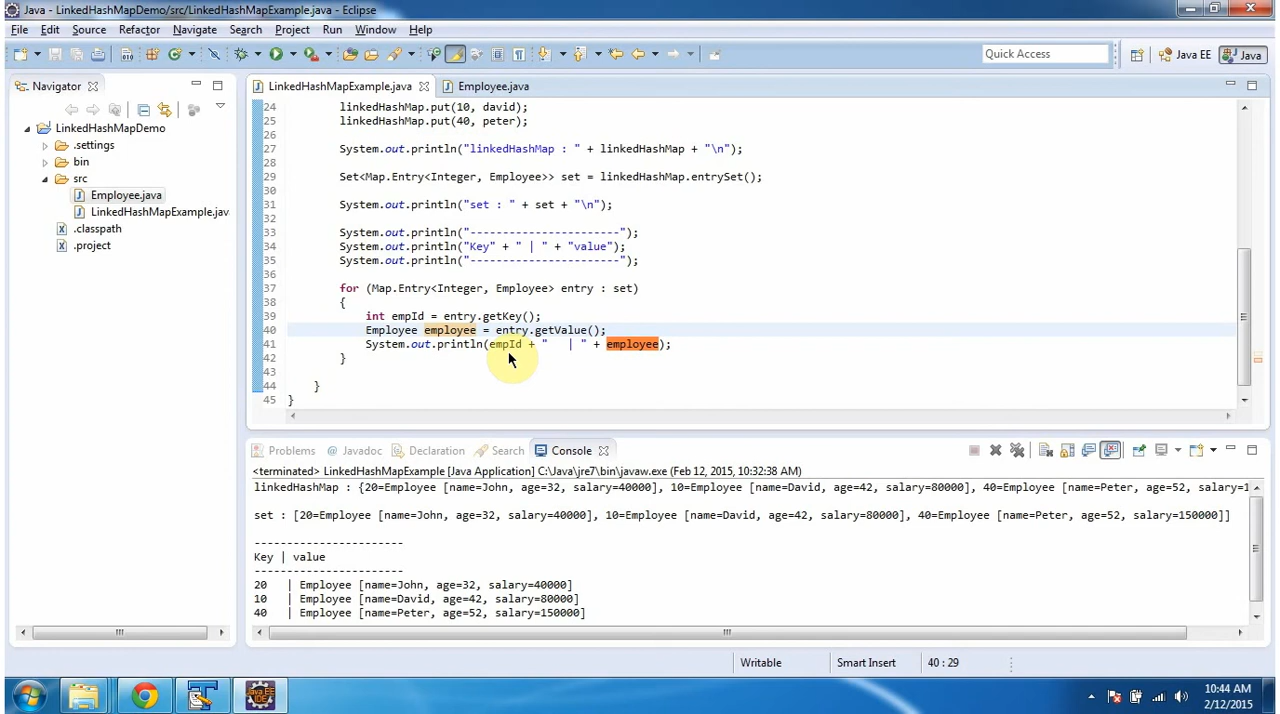 Java - LinkedHashMapDemo/src/LinkedHashMapExample.java - Eclipse
File Edit Source Refactor Navigate Search Project Run Window Help
Quick Access Java EE Java
Navigator
LinkedHashMapExample.java Employee.java
LinkedHashMapDemo
.settings
bin
src
Employee.java
LinkedHashMapExample.jav
.classpath
.project
24 linkedHashMap.put(10, david);
25 linkedHashMap.put(40, peter);
26
27 System.out.println("linkedHashMap : " + linkedHashMap + "\n");
28
29 Set<Map.Entry<Integer, Employee>> set = linkedHashMap.entrySet();
30
31 System.out.println("set : " + set + "\n");
32
33 System.out.println("-----------------------");
34 System.out.println("Key" + " | " + "value");
35 System.out.println("-----------------------");
36
37 for (Map.Entry<Integer, Employee> entry : set)
38 {
39 int empId = entry.getKey();
40 Employee employee = entry.getValue();
41 System.out.println(empId + "   | " + employee);
42 }
43
44 }
45 }
Problems Javadoc Declaration Search Console
<terminated> LinkedHashMapExample [Java Application] C:\Java\jre7\bin\javaw.exe (Feb 12, 2015, 10:32:38 AM)
linkedHashMap : {20=Employee [name=John, age=32, salary=40000], 10=Employee [name=David, age=42, salary=80000], 40=Employee [name=Peter, age=52, salary=1
set : [20=Employee [name=John, age=32, salary=40000], 10=Employee [name=David, age=42, salary=80000], 40=Employee [name=Peter, age=52, salary=150000]]
-----------------------
Key | value
-----------------------
20   | Employee [name=John, age=32, salary=40000]
10   | Employee [name=David, age=42, salary=80000]
40   | Employee [name=Peter, age=52, salary=150000]
Writable Smart Insert 40 : 29
10:44 AM
2/12/2015